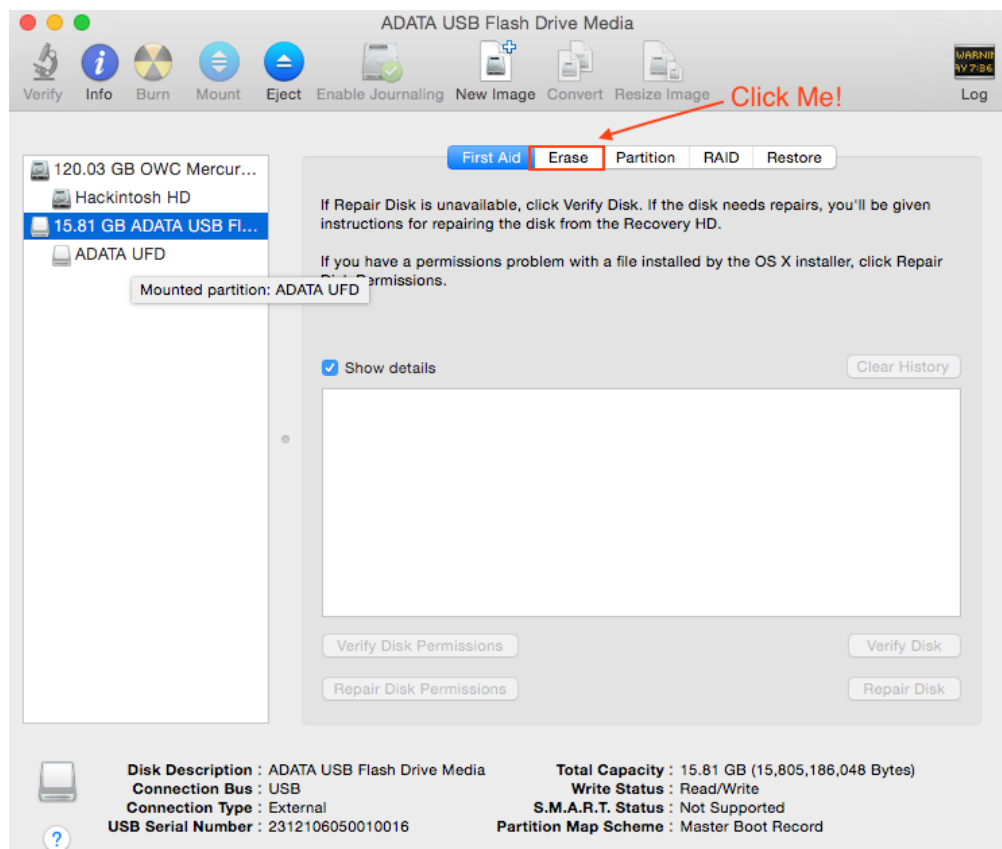 ADATA USB Flash Drive Media
Verify Info Burn Mount Eject Enable Journaling New Image Convert Resize Image Log
WARNIN
AY 7:36
Click Me!
First Aid Erase Partition RAID Restore
120.03 GB OWC Mercur...
Hackintosh HD
15.81 GB ADATA USB Fl...
ADATA UFD
Mounted partition: ADATA UFD
If Repair Disk is unavailable, click Verify Disk. If the disk needs repairs, you'll be given
instructions for repairing the disk from the Recovery HD.
If you have a permissions problem with a file installed by the OS X installer, click Repair
Permissions.
Show details
Clear History
Verify Disk Permissions
Verify Disk
Repair Disk Permissions
Repair Disk
Disk Description : ADATA USB Flash Drive Media
Connection Bus : USB
Connection Type : External
USB Serial Number : 2312106050010016
Total Capacity : 15.81 GB (15,805,186,048 Bytes)
Write Status : Read/Write
S.M.A.R.T. Status : Not Supported
Partition Map Scheme : Master Boot Record
?